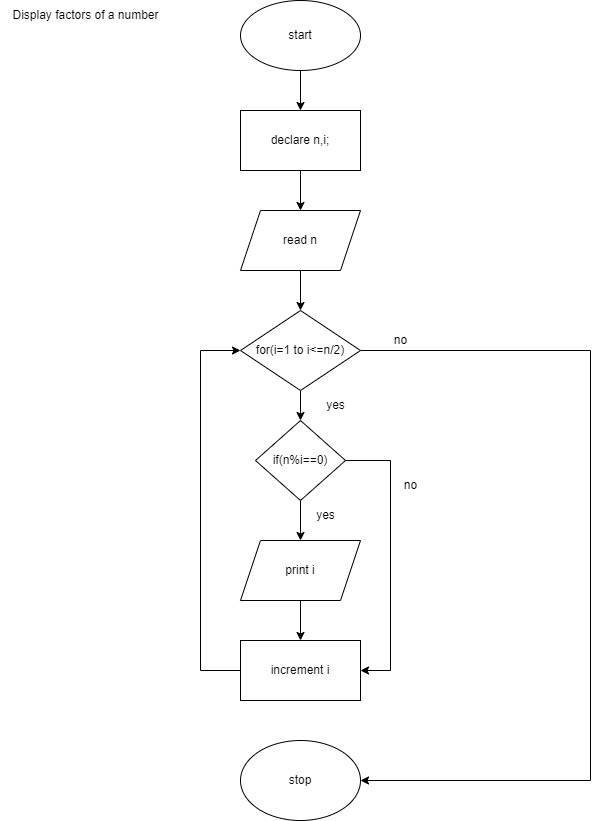 Display factors of a number
start
declare n,i;
read n
for(i=1 to i<=n/2)
no
yes
if(n%i==0)
no
yes
print i
increment i
stop